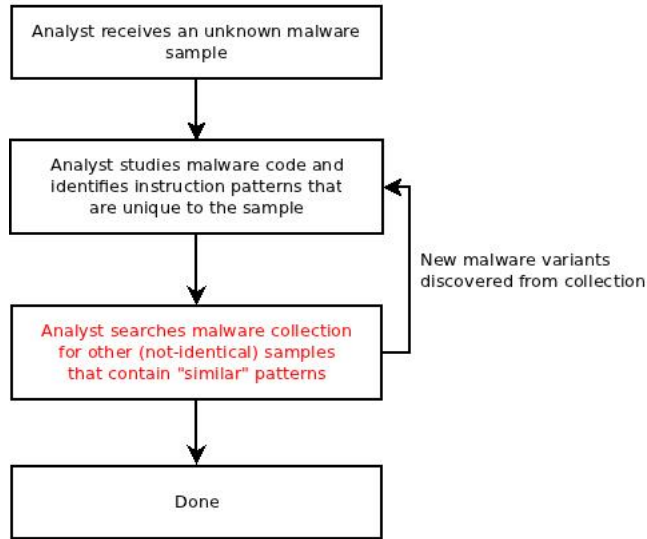 Analyst receives an unknown malware
sample
Analyst studies malware code and
identifies instruction patterns that
are unique to the sample
New malware variants
discovered from collection
Analyst searches malware collection
for other (not-identical) samples
that contain "similar" patterns
Done